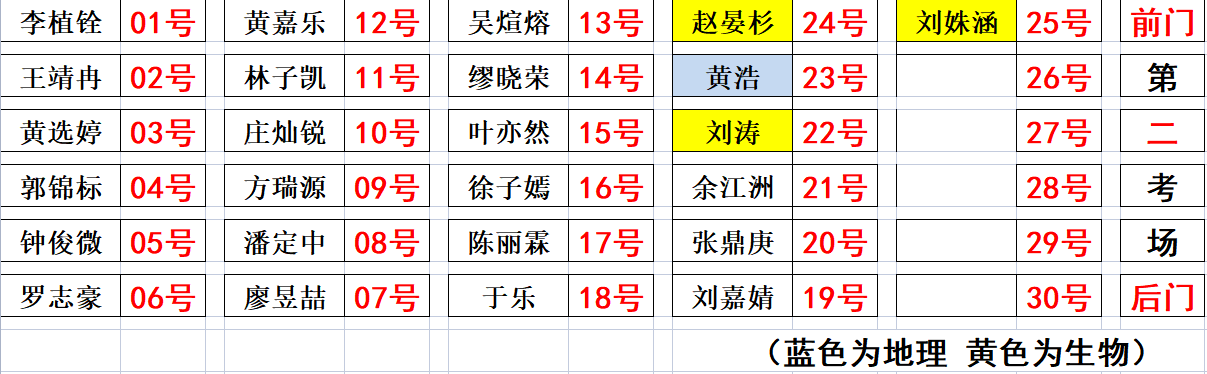 李植铨 01号 黄嘉乐 12号 吴煊熔 13号 赵晏杉 24号 刘姝涵 25号 前门
王靖冉 02号 林子凯 11号 缪晓荣 14号 黄浩 23号 26号 第
黄选婷 03号 庄灿锐 10号 叶亦然 15号 刘涛 22号 27号 二
郭锦标 04号 方瑞源 09号 徐子嫣 16号 余江洲 21号 28号 考
钟俊微 05号 潘定中 08号 陈丽霖 17号 张鼎庚 20号 29号 场
罗志豪 06号 廖昱喆 07号 于乐 18号 刘嘉婧 19号 30号 后门
（蓝色为地理 黄色为生物）